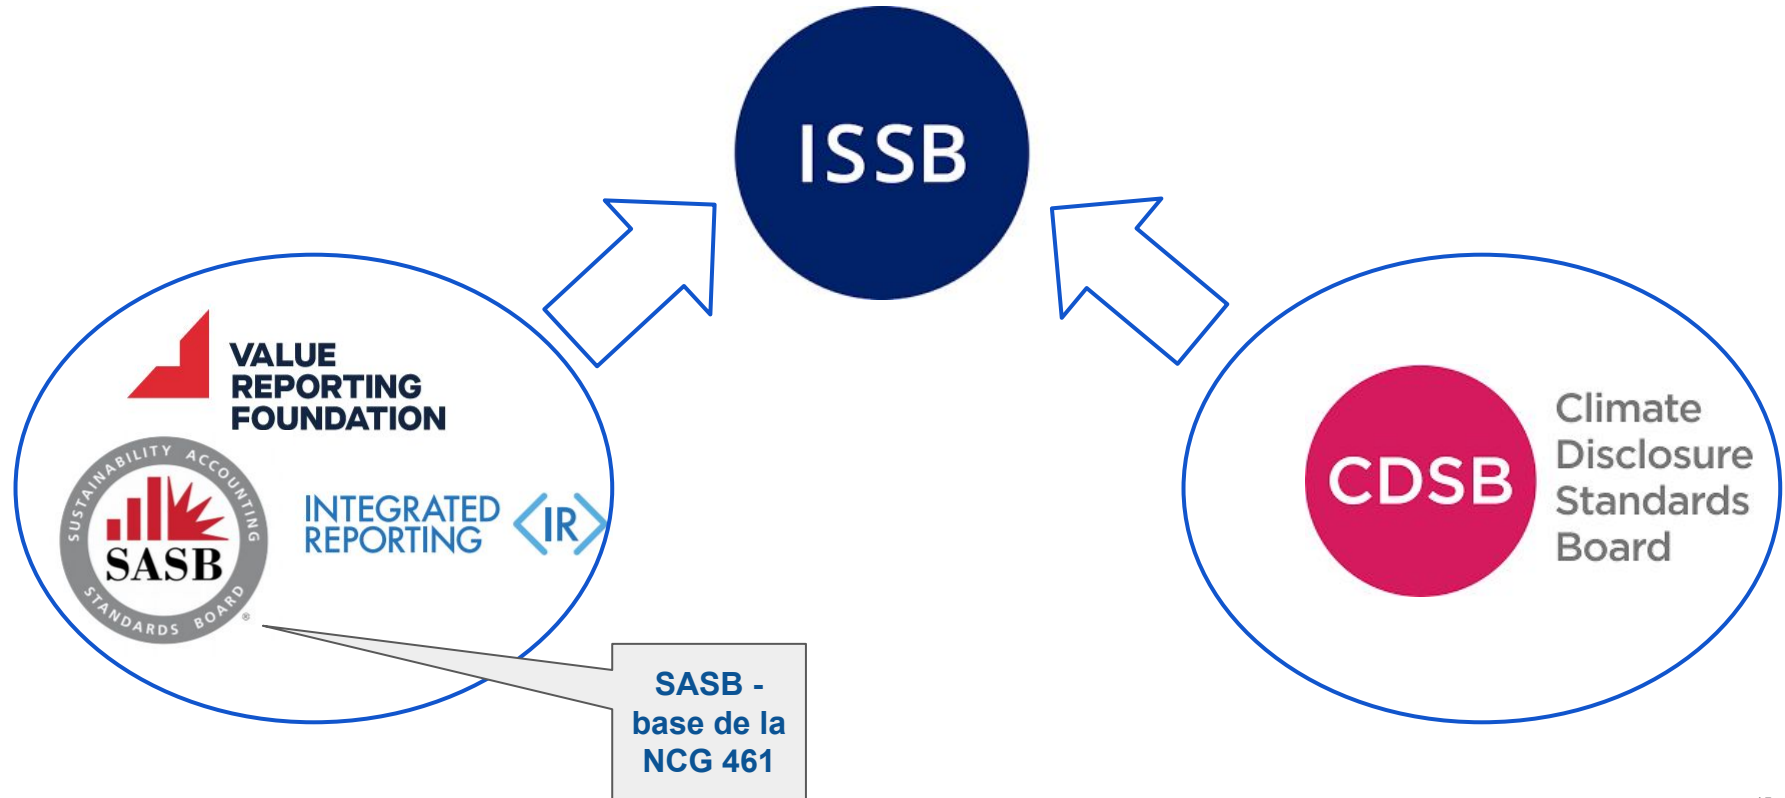 ISSB
VALUE
REPORTING
FOUNDATION
SUSTAINABILITY ACCOUNTING
SASB
STANDARDS BOARD
®
INTEGRATED
REPORTING
<IR>
CDSB
Climate
Disclosure
Standards
Board
SASB -
base de la
NCG 461